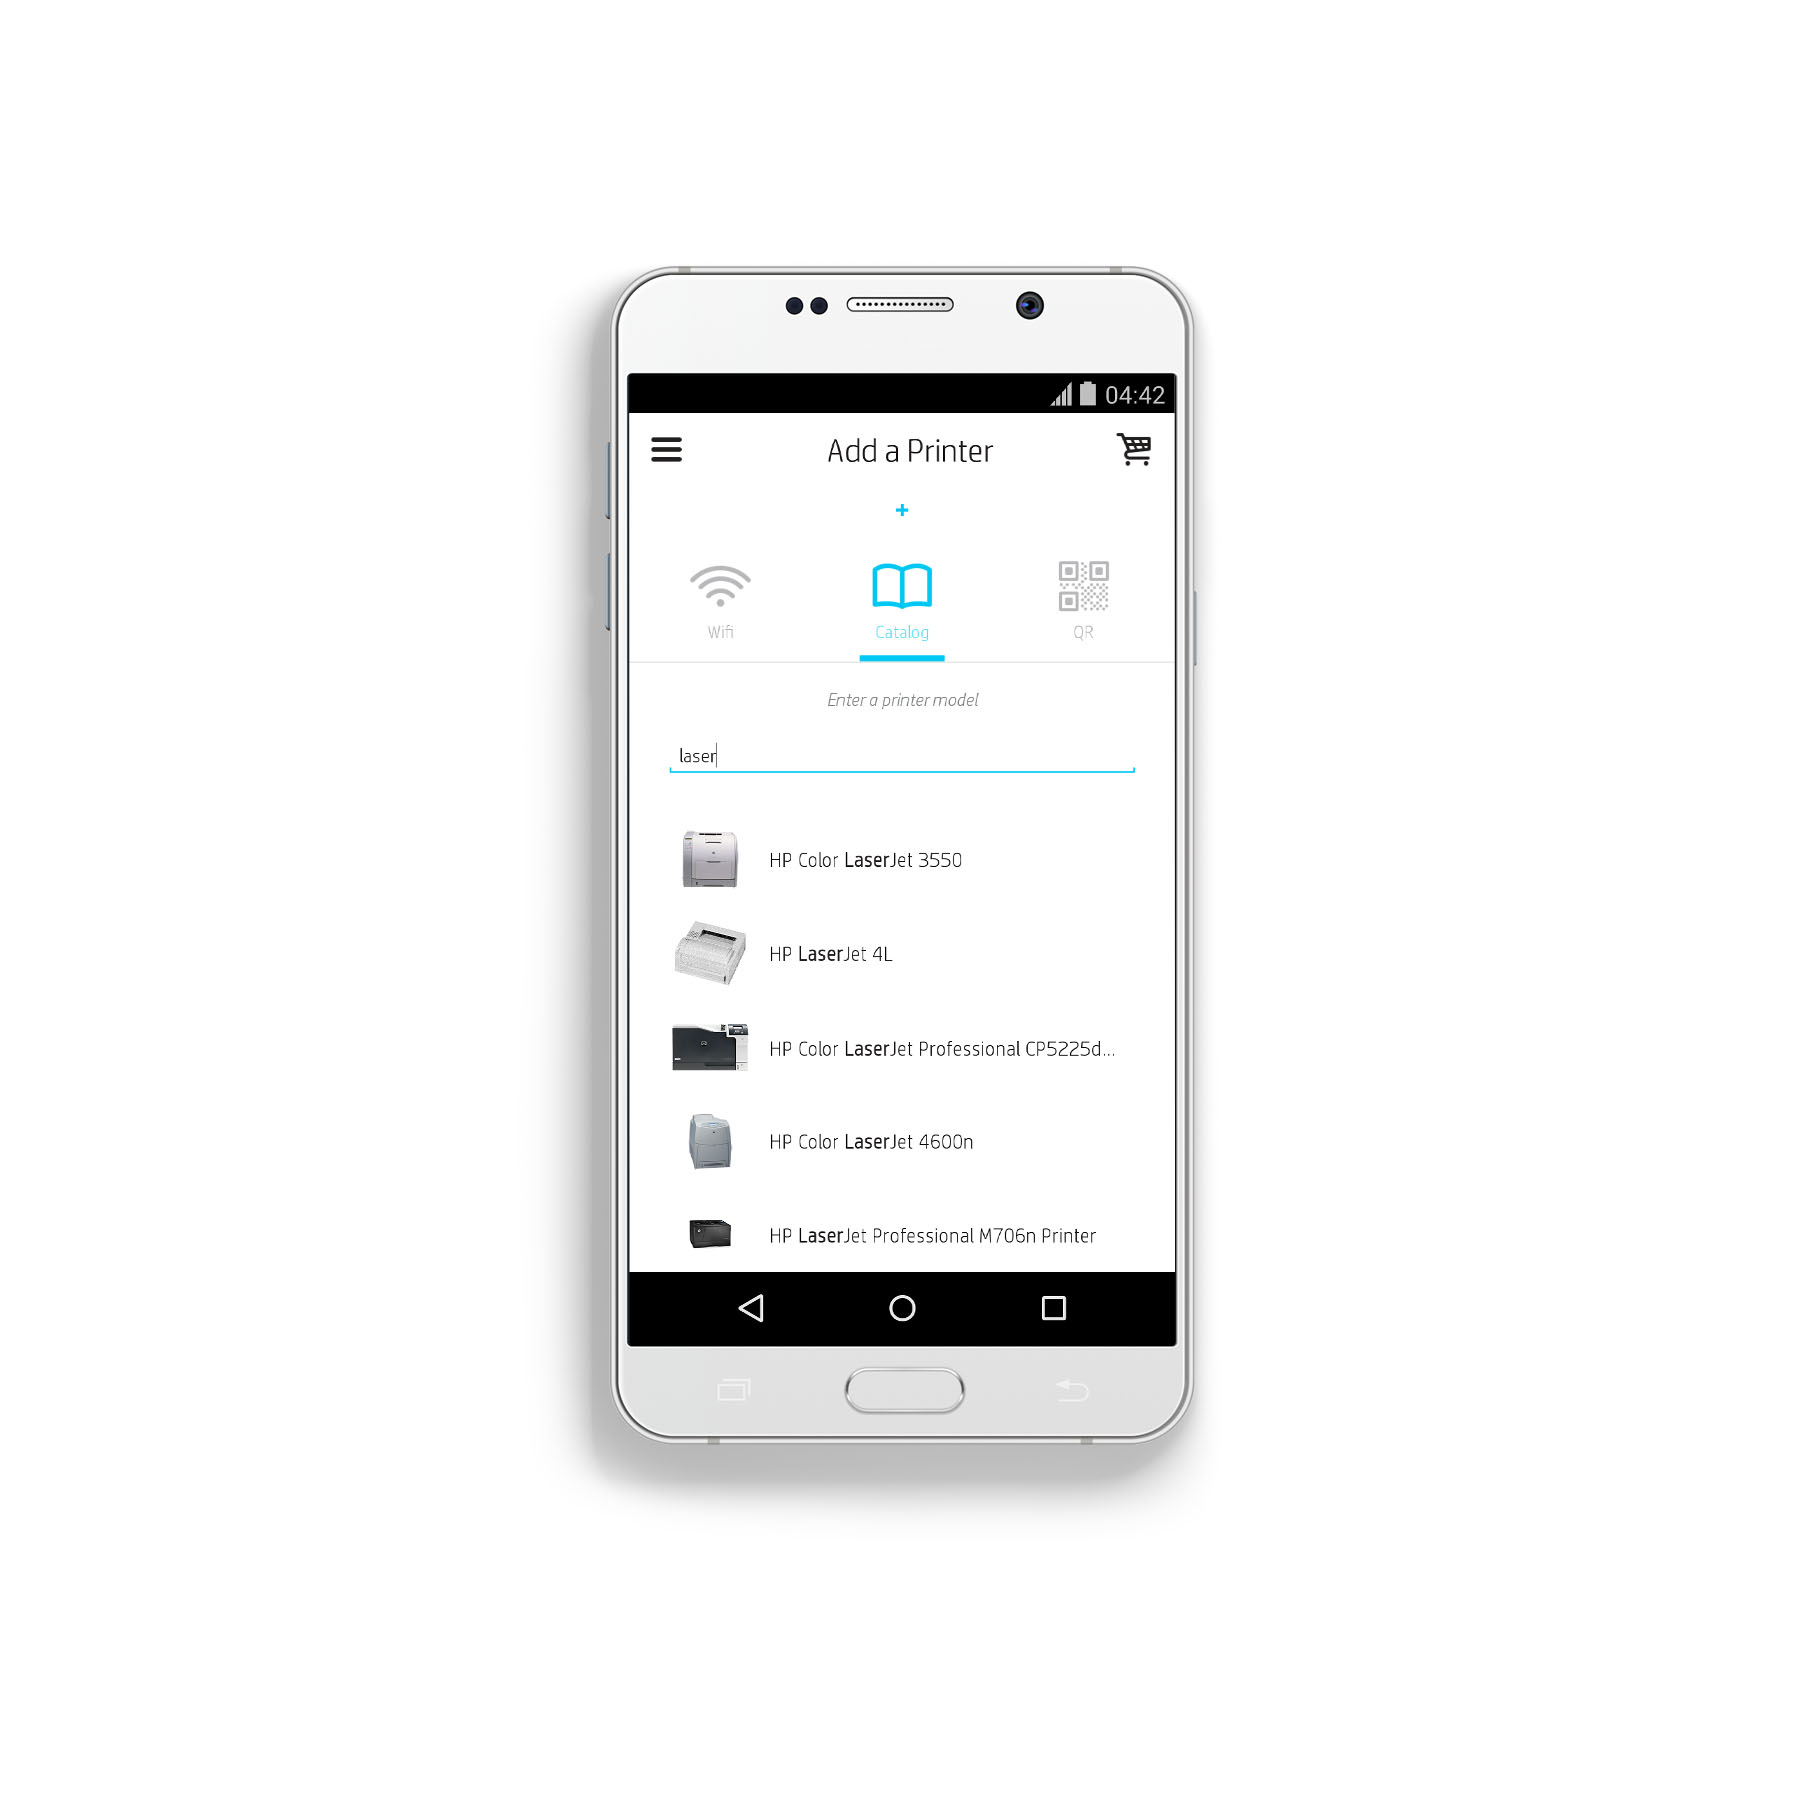 04:42
Add a Printer
+
Wifi
Catalog
QR
Enter a printer model
laser
HP Color LaserJet 3550
HP LaserJet 4L
HP Color LaserJet Professional CP5225d...
HP Color LaserJet 4600n
HP LaserJet Professional M706n Printer